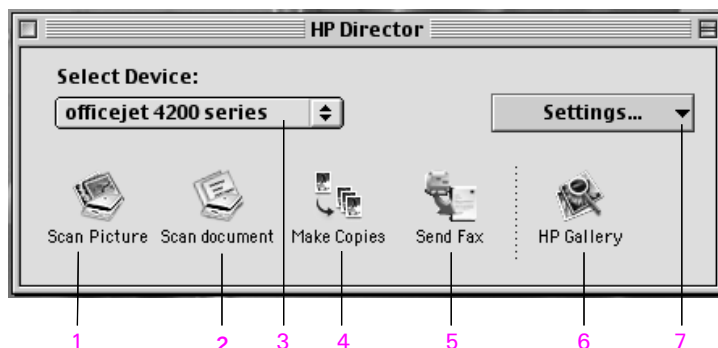 HP Director
Select Device:
officejet 4200 series
Settings...
Scan Picture Scan document Make Copies Send Fax HP Gallery
1 2 3 4 5 6 7